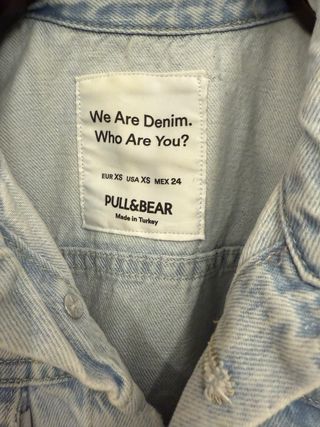 We Are Denim.
Who Are You?
EUR XS USA XS MEX 24
PULL&BEAR
Made in Turkey